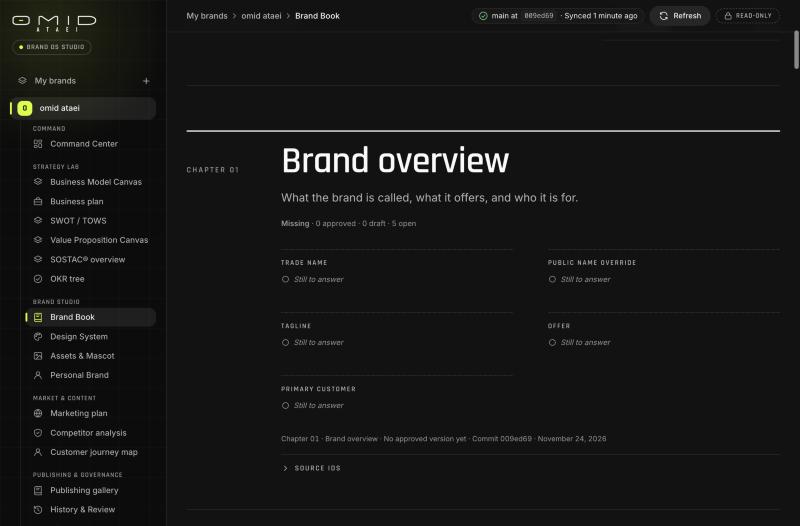 OMID
ATAEI
BRAND OS STUDIO
My brands
O omid ataei
COMMAND
Command Center
STRATEGY LAB
Business Model Canvas
Business plan
SWOT / TOWS
Value Proposition Canvas
SOSTAC® overview
OKR tree
BRAND STUDIO
Brand Book
Design System
Assets & Mascot
Personal Brand
MARKET & CONTENT
Marketing plan
Competitor analysis
Customer journey map
PUBLISHING & GOVERNANCE
Publishing gallery
History & Review
My brands > omid ataei > Brand Book
main at 009ed69 · Synced 1 minute ago
Refresh
READ-ONLY
CHAPTER 01
Brand overview
What the brand is called, what it offers, and who it is for.
Missing · 0 approved · 0 draft · 5 open
TRADE NAME
Still to answer
PUBLIC NAME OVERRIDE
Still to answer
TAGLINE
Still to answer
OFFER
Still to answer
PRIMARY CUSTOMER
Still to answer
Chapter 01 · Brand overview · No approved version yet · Commit 009ed69 · November 24, 2026
SOURCE IDS